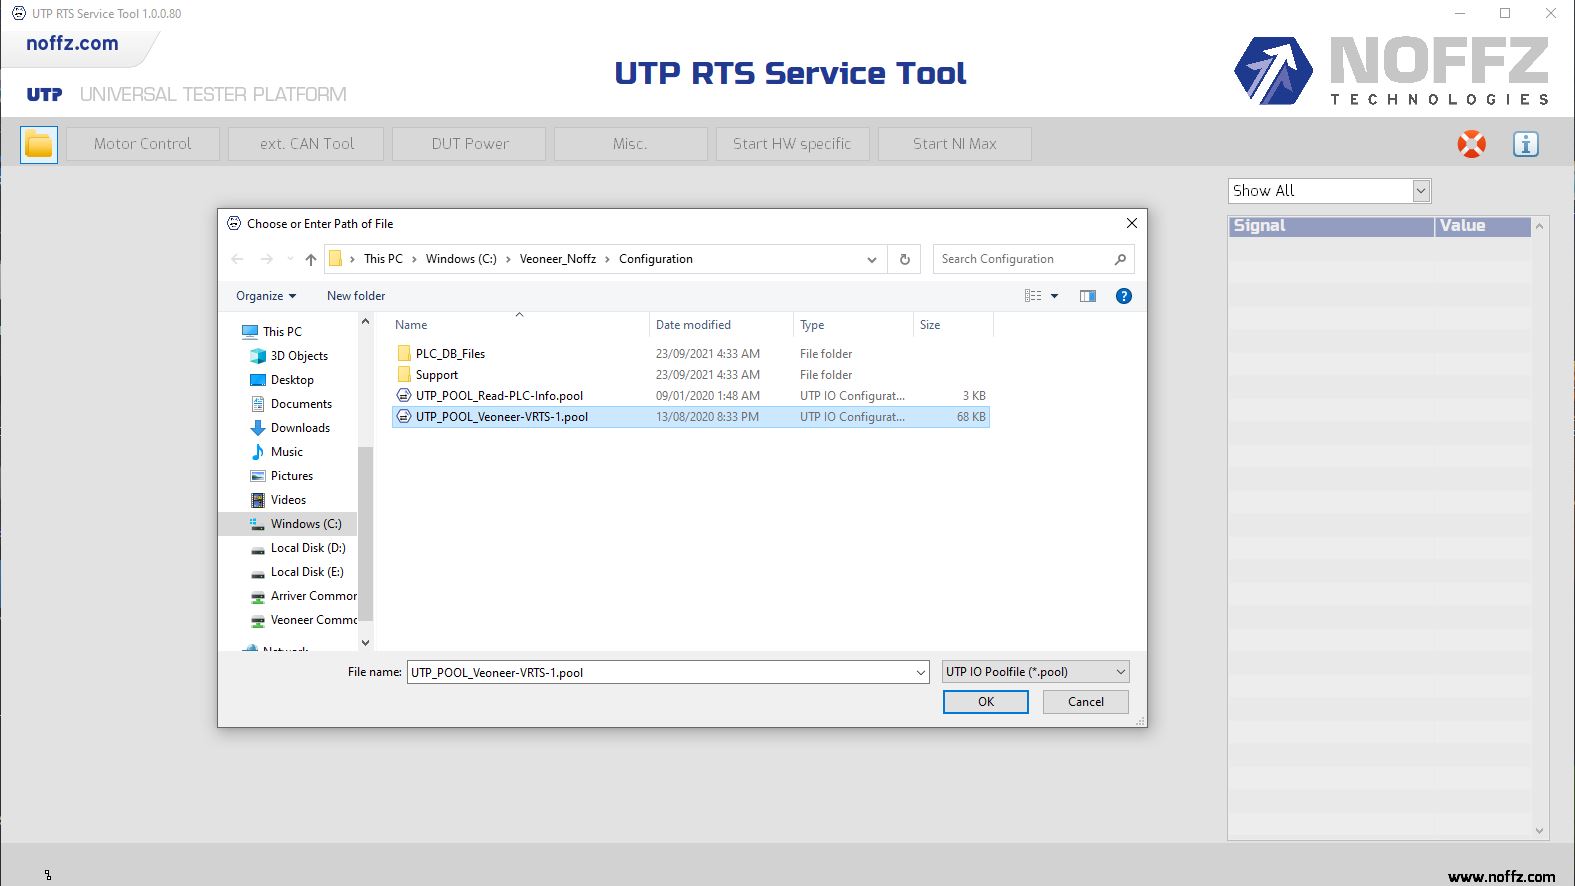 UTP RTS Service Tool 1.0.0.80
noffz.com
UTP UNIVERSAL TESTER PLATFORM
UTP RTS Service Tool
NOFFZ
TECHNOLOGIES
Motor Control
ext. CAN Tool
DUT Power
Misc.
Start HW specific
Start NI Max
i
Show All
Signal Value
Choose or Enter Path of File
This PC > Windows (C:) > Veoneer_Noffz > Configuration
Search Configuration
Organize New folder
?
This PC
3D Objects
Desktop
Documents
Downloads
Music
Pictures
Videos
Windows (C:)
Local Disk (D:)
Local Disk (E:)
Arriver Common
Veoneer Commo
Network
Name Date modified Type Size
PLC_DB_Files 23/09/2021 4:33 AM File folder
Support 23/09/2021 4:33 AM File folder
UTP_POOL_Read-PLC-Info.pool 09/01/2020 1:48 AM UTP IO Configurat... 3 KB
UTP_POOL_Veoneer-VRTS-1.pool 13/08/2020 8:33 PM UTP IO Configurat... 68 KB
File name: UTP_POOL_Veoneer-VRTS-1.pool UTP IO Poolfile (*.pool)
OK Cancel
www.noffz.com